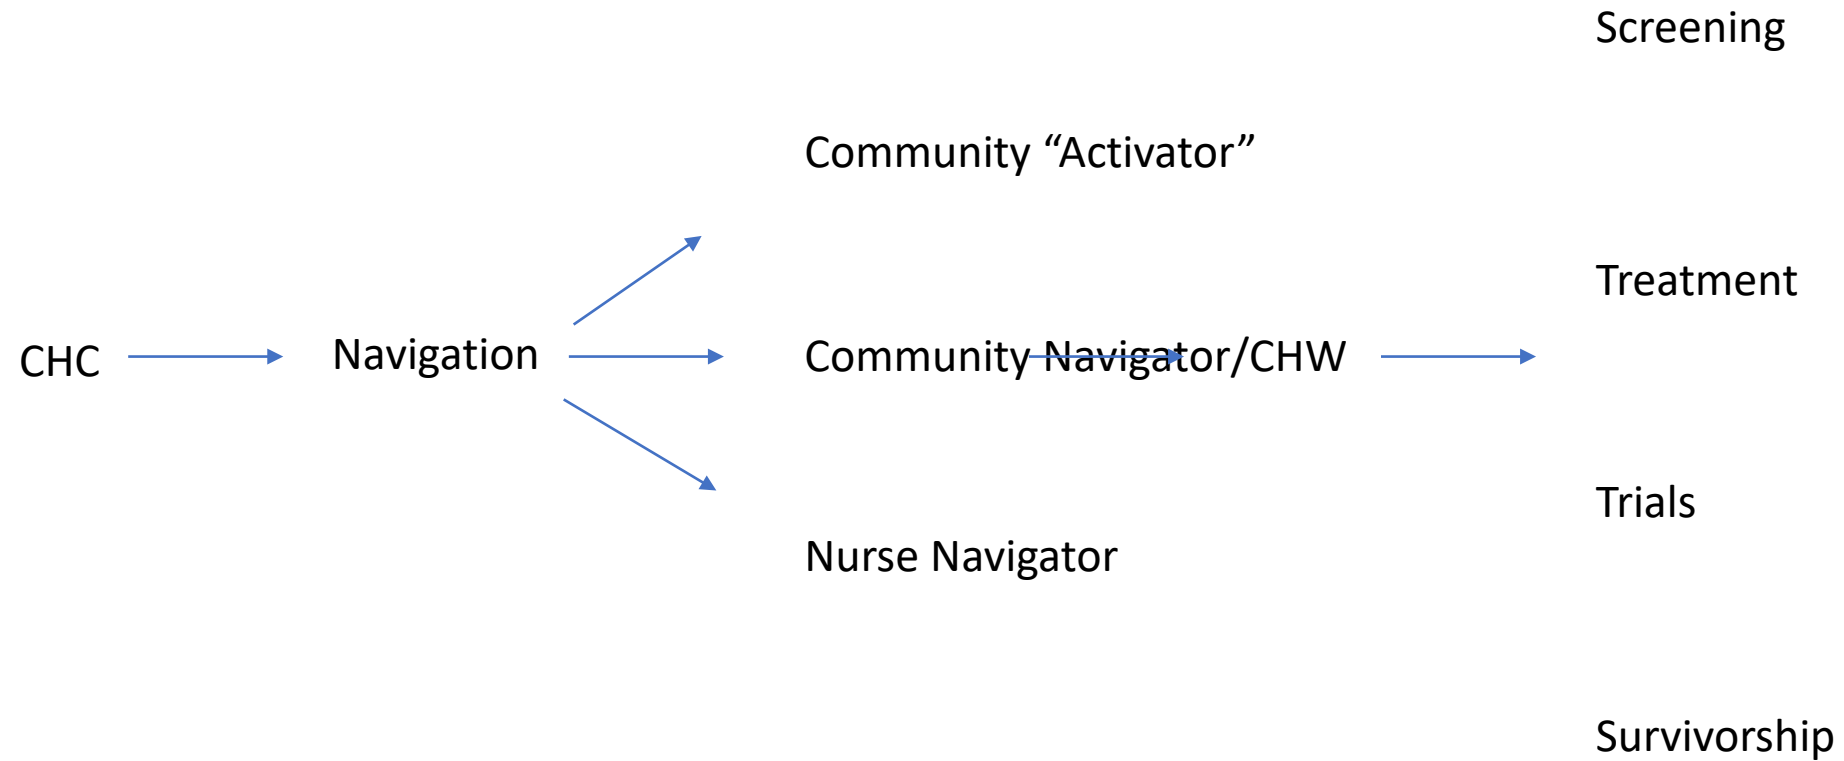 Screening
Community “Activator”
Treatment
CHC
Navigation
Community Navigator/CHW
Trials
Nurse Navigator
Survivorship